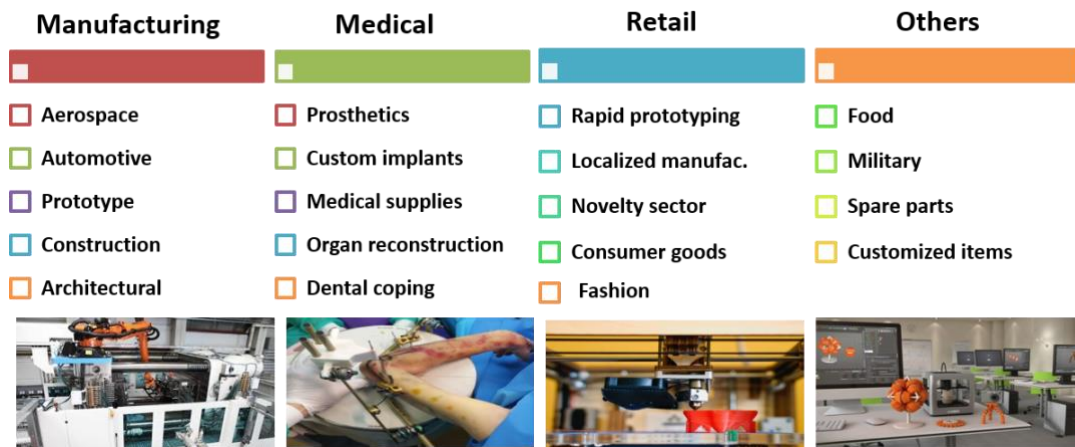 Manufacturing
Aerospace
Automotive
Prototype
Construction
Architectural
Medical
Prosthetics
Custom implants
Medical supplies
Organ reconstruction
Dental coping
Retail
Rapid prototyping
Localized manufac.
Novelty sector
Consumer goods
Fashion
Others
Food
Military
Spare parts
Customized items